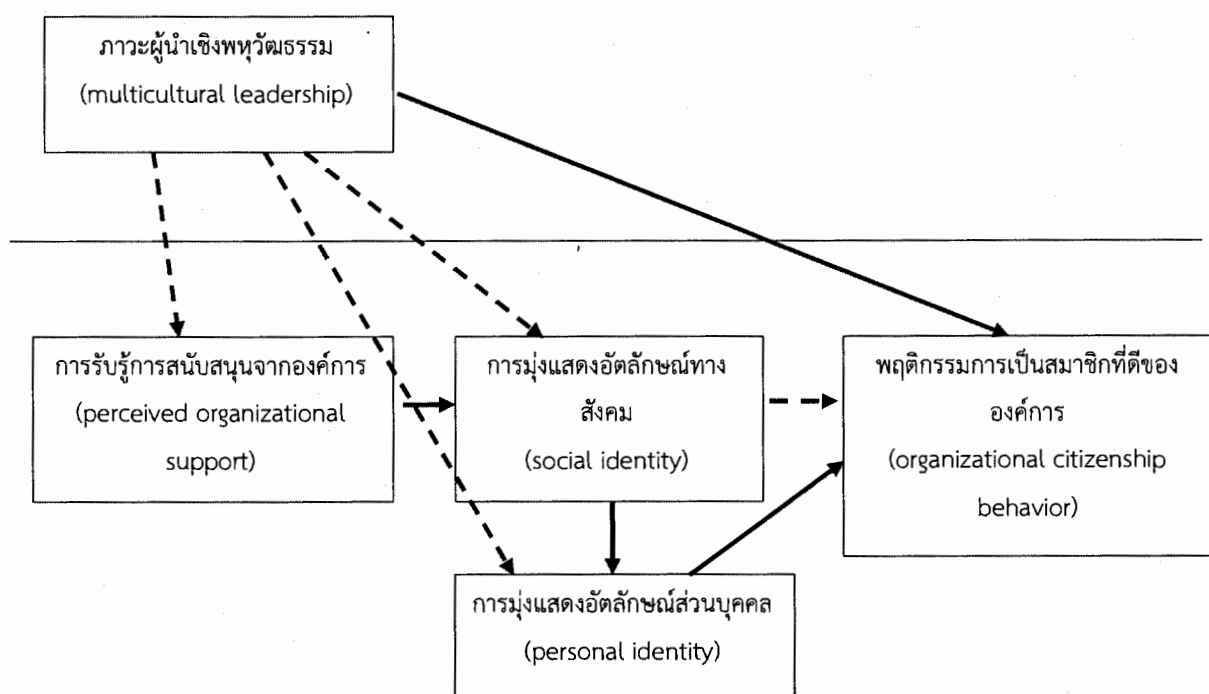 ภาวะผู้นำเชิงพหุวัฒธรรม
(multicultural leadership)
การรับรู้การสนับสนุนจากองค์การ
(perceived organizational
support)
การมุ่งแสดงอัตลักษณ์ทาง
สังคม
(social identity)
พฤติกรรมการเป็นสมาชิกที่ดีของ
องค์การ
(organizational citizenship
behavior)
การมุ่งแสดงอัตลักษณ์ส่วนบุคคล
(personal identity)